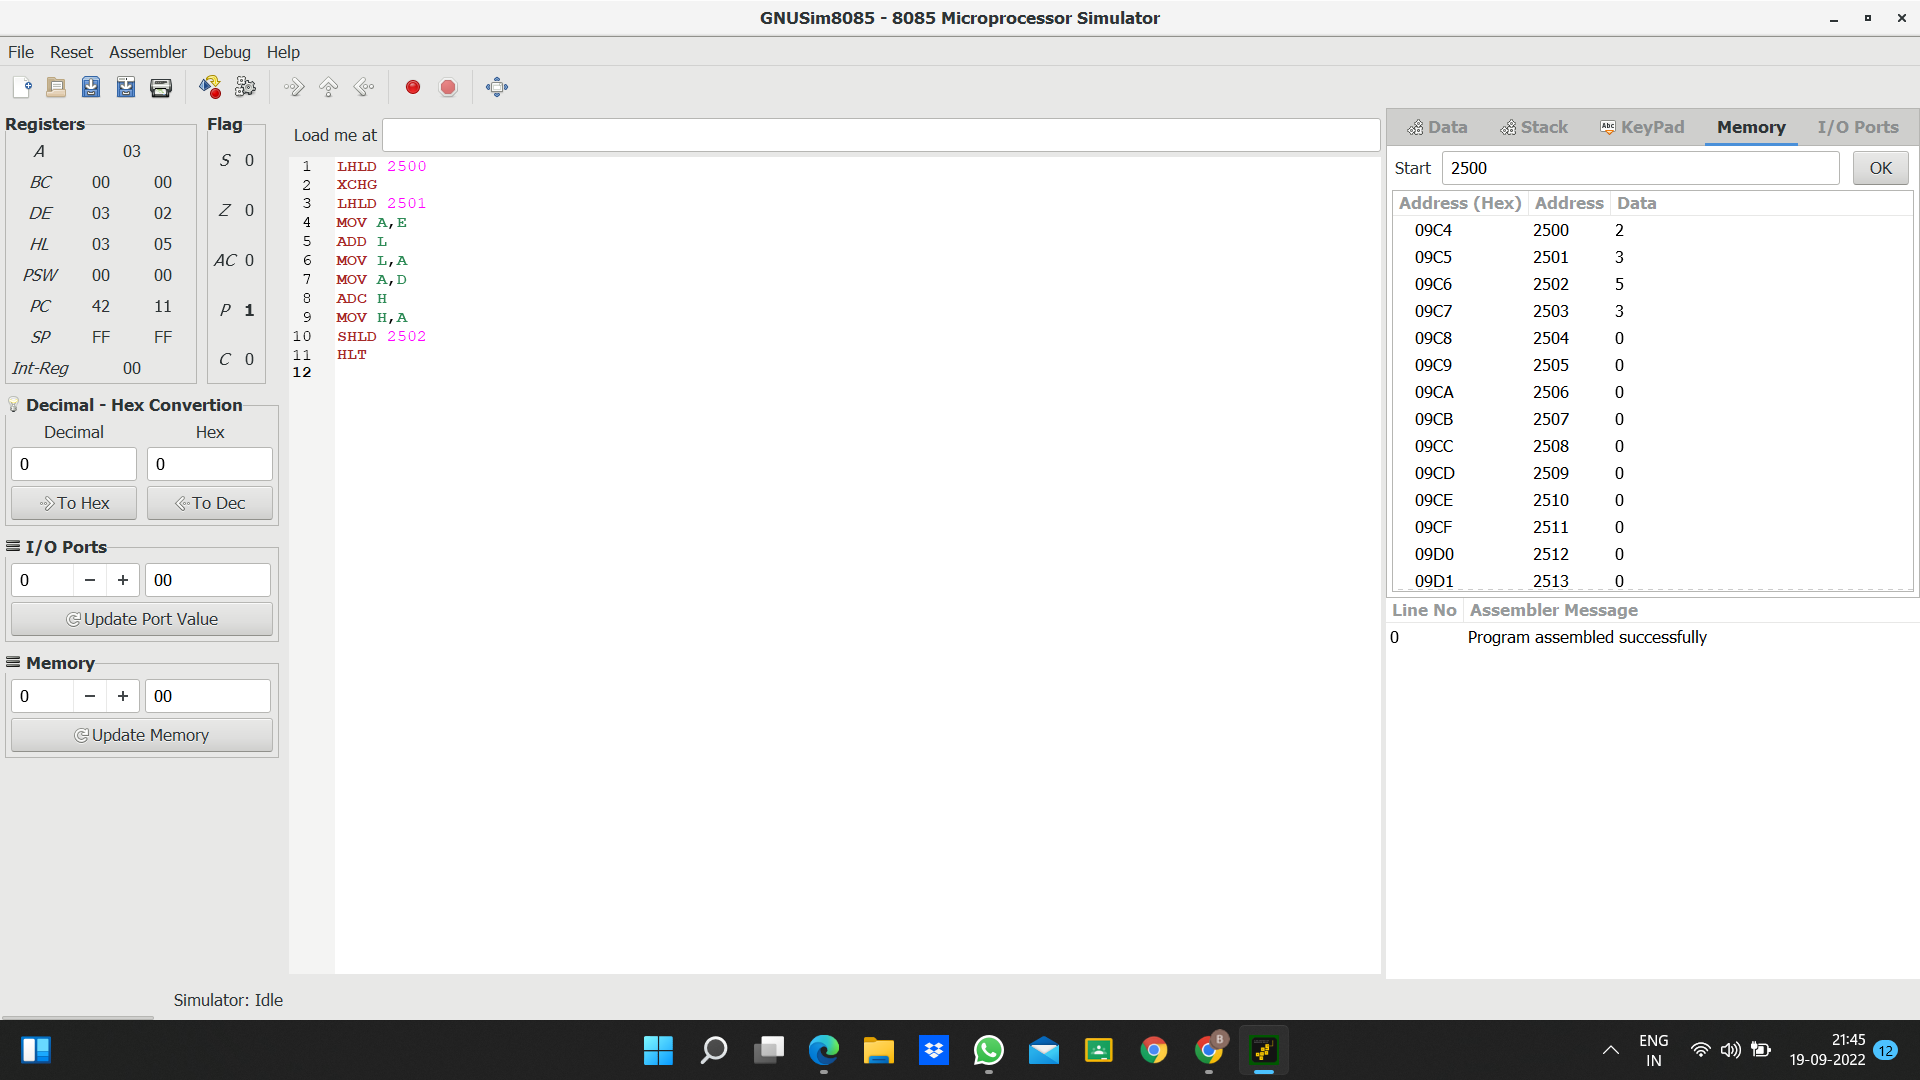 GNUSim8085 - 8085 Microprocessor Simulator
File Reset Assembler Debug Help
Registers
A 03
BC 00 00
DE 03 02
HL 03 05
PSW 00 00
PC 42 11
SP FF FF
Int-Reg 00
Flag
S 0
Z 0
AC 0
P 1
C 0
Decimal - Hex Convertion
Decimal Hex
0 0
To Hex To Dec
I/O Ports
0 − + 00
Update Port Value
Memory
0 − + 00
Update Memory
Load me at
1 LHLD 2500
2 XCHG
3 LHLD 2501
4 MOV A,E
5 ADD L
6 MOV L,A
7 MOV A,D
8 ADC H
9 MOV H,A
10 SHLD 2502
11 HLT
12
Data Stack Abc KeyPad Memory I/O Ports
Start 2500 OK
Address (Hex) Address Data
09C4 2500 2
09C5 2501 3
09C6 2502 5
09C7 2503 3
09C8 2504 0
09C9 2505 0
09CA 2506 0
09CB 2507 0
09CC 2508 0
09CD 2509 0
09CE 2510 0
09CF 2511 0
09D0 2512 0
09D1 2513 0
Line No Assembler Message
0 Program assembled successfully
Simulator: Idle
B
ENG
IN
21:45
19-09-2022
12